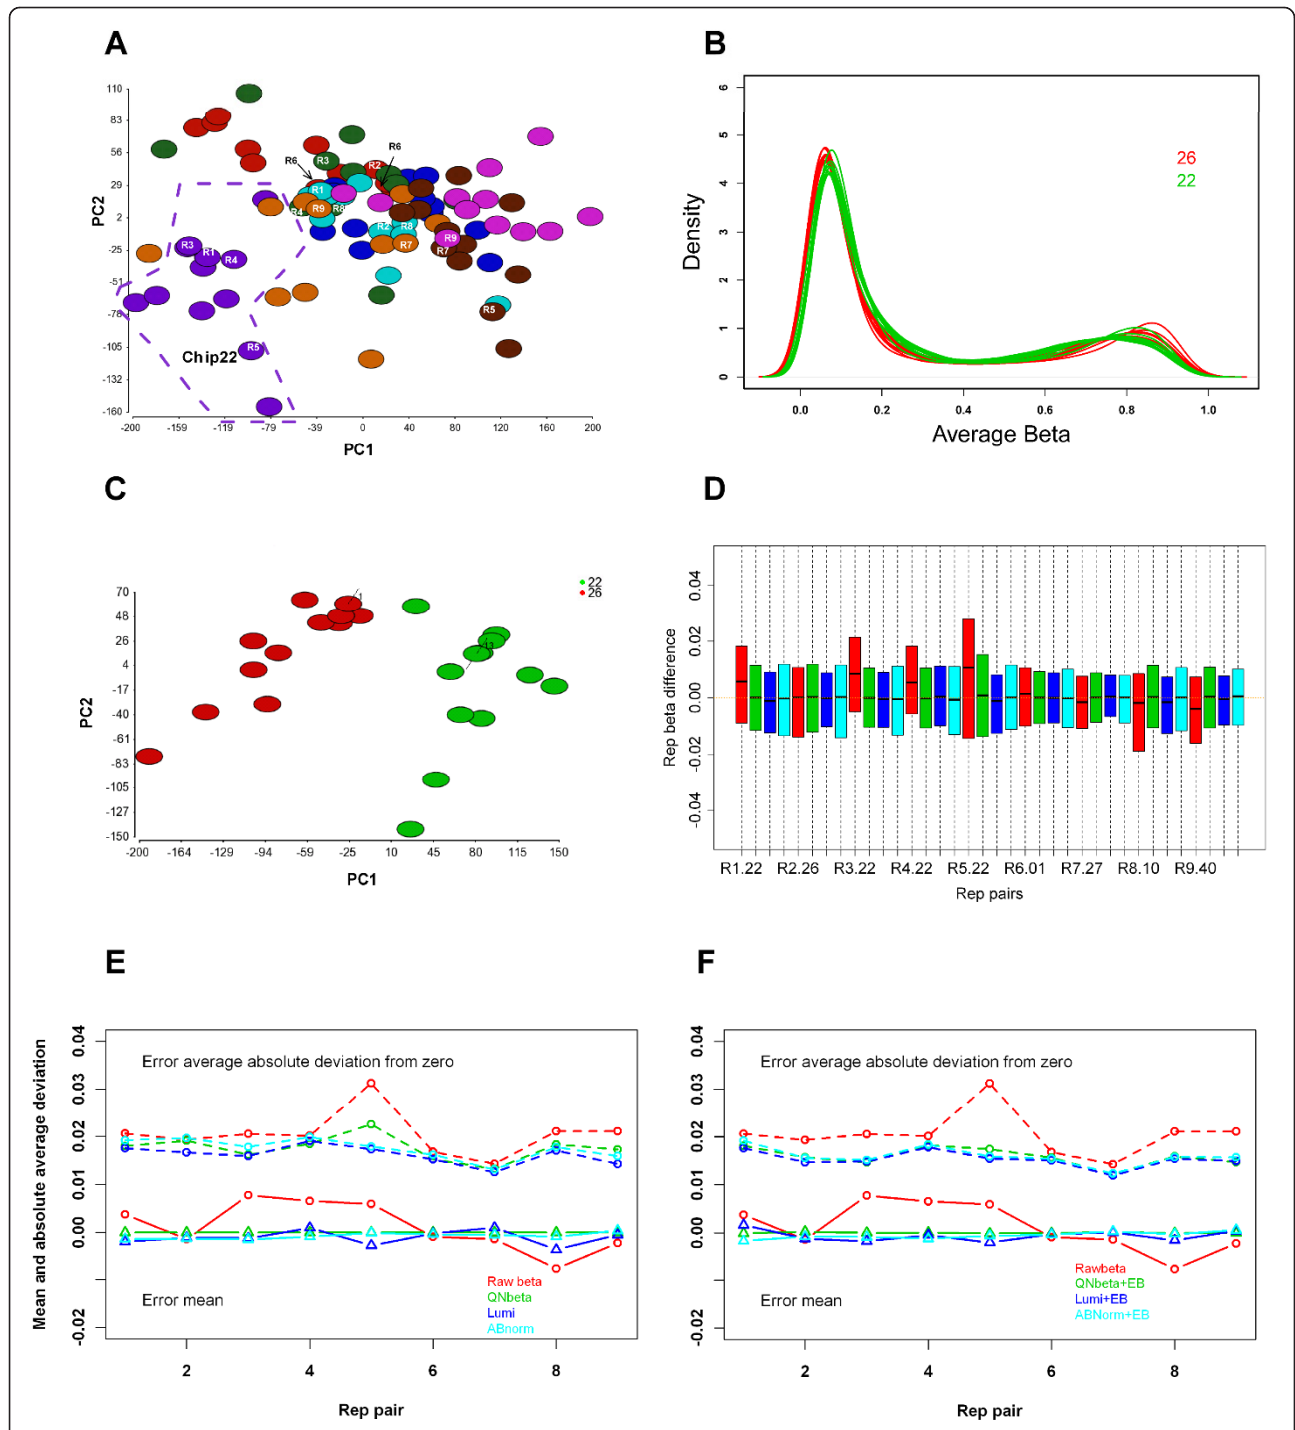 A
PC2
110
83
56
29
2
-25
-51
-78
-105
-132
-160
-200 -159 -119 -79 -39 0 40 80 120 160 200
PC1
R6
R3
R2
R6
R1
R4
R9
R8
R2
R8
R7
R9
R7
R5
R3
R1
R4
R5
Chip22
B
Density
6
5
4
3
2
1
0
0.0 0.2 0.4 0.6 0.8 1.0
Average Beta
26
22
C
PC2
70
48
26
4
-17
-40
-61
-83
-105
-127
-150
-200 -164 -129 -94 -59 -25 10 45 80 115 150
PC1
22
26
1
13
D
Rep beta difference
0.04
0.02
0.00
-0.02
-0.04
R1.22 R2.26 R3.22 R4.22 R5.22 R6.01 R7.27 R8.10 R9.40
Rep pairs
E
Mean and absolute average deviation
0.04
0.03
0.02
0.01
0.00
-0.02
Error average absolute deviation from zero
Error mean
Raw beta
QNbeta
Lumi
ABnorm
2 4 6 8
Rep pair
F
0.04
0.03
0.02
0.01
0.00
-0.02
Error average absolute deviation from zero
Error mean
Rawbeta
QNbeta+EB
Lumi+EB
ABNorm+EB
2 4 6 8
Rep pair